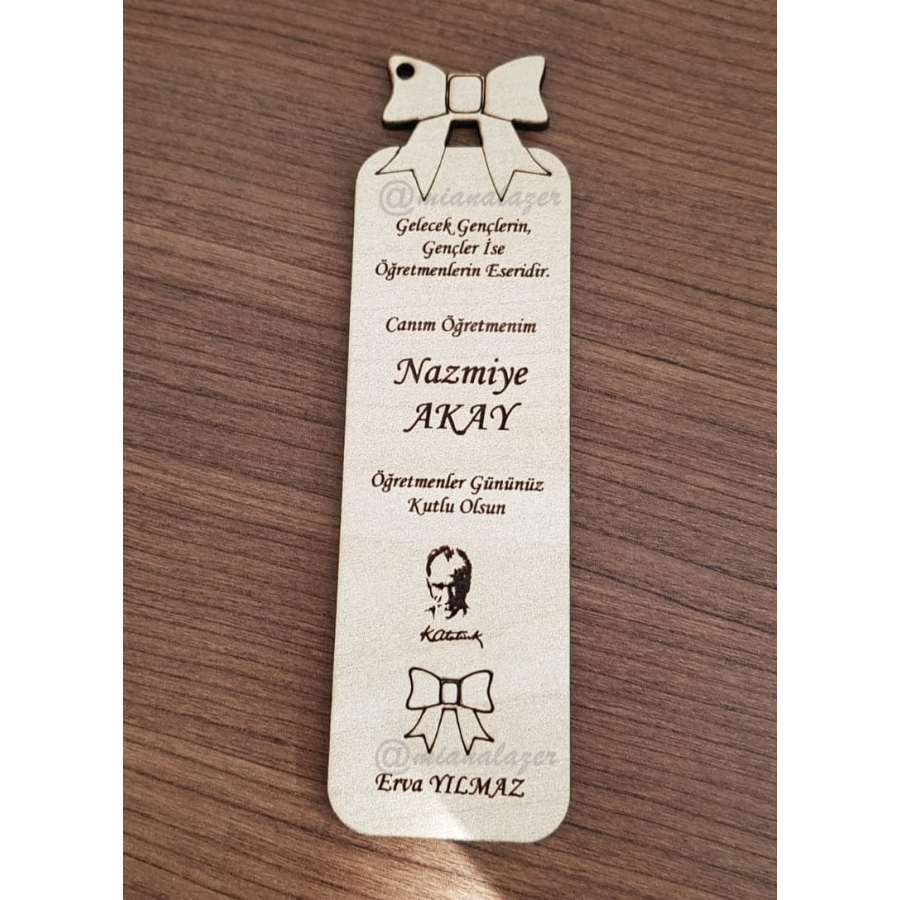 @mianalazer
Gelecek Gençlerin,
Gençler İse
Öğretmenlerin Eseridir.
Canım Öğretmenim
Nazmiye
AKAY
Öğretmenler Gününüz
Kutlu Olsun
K.Atatürk
@mianalazer
Erva YILMAZ